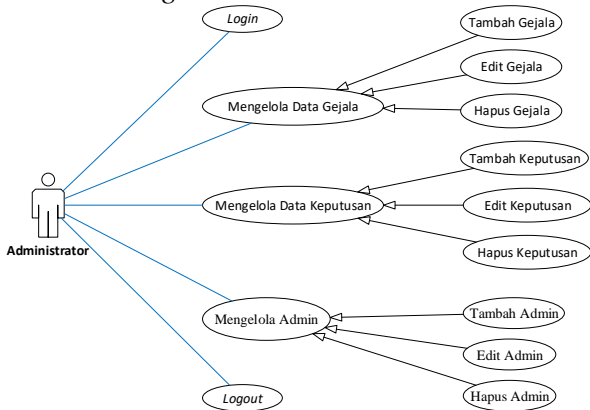 g
Login
Tambah Gejala
Edit Gejala
Mengelola Data Gejala
Hapus Gejala
Tambah Keputusan
Mengelola Data Keputusan
Edit Keputusan
Administrator
Hapus Keputusan
Mengelola Admin
Tambah Admin
Edit Admin
Hapus Admin
Logout